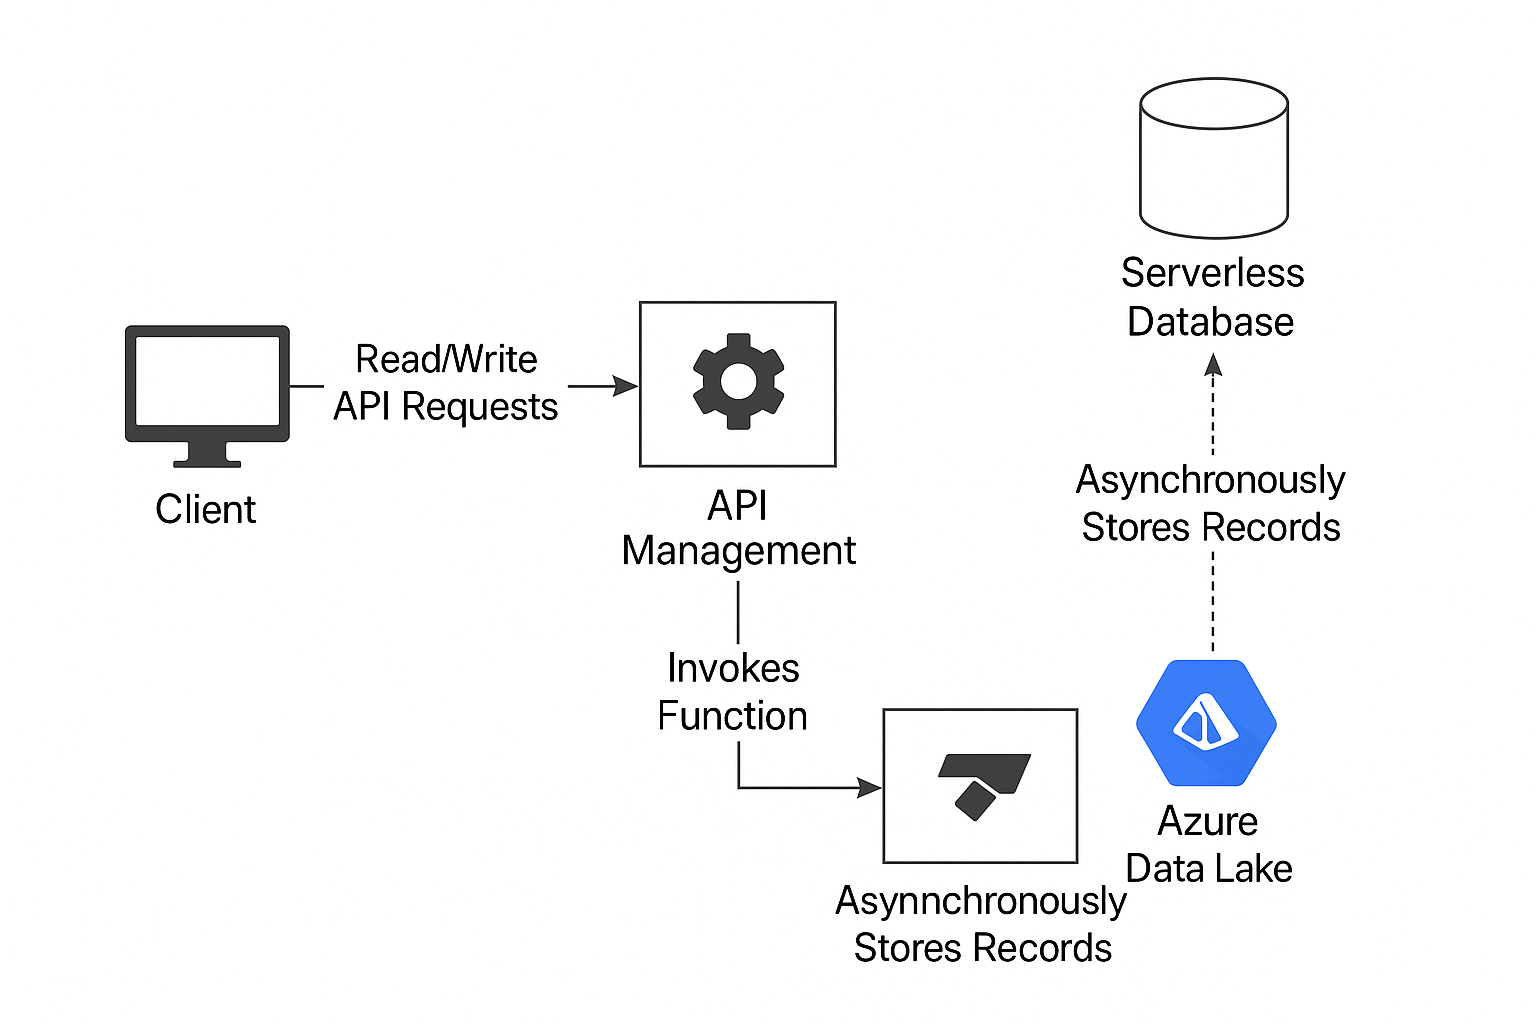 Serverless
Database
Read/Write
API Requests
Client
API
Management
Asynchronously
Stores Records
Invokes
Function
Azure
Data Lake
Asynnchronously
Stores Records